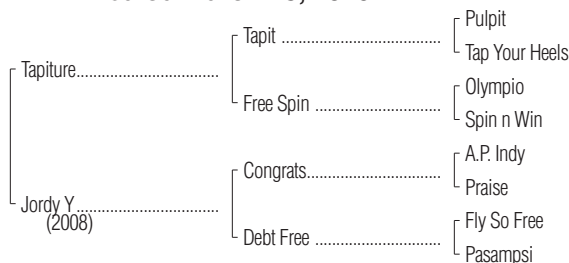 Pulpit
Tapit
Tap Your Heels
Tapiture
Olympio
Free Spin
Spin n Win
A.P. Indy
Congrats
Praise
Jordy Y
(2008)
Fly So Free
Debt Free
Pasampsi